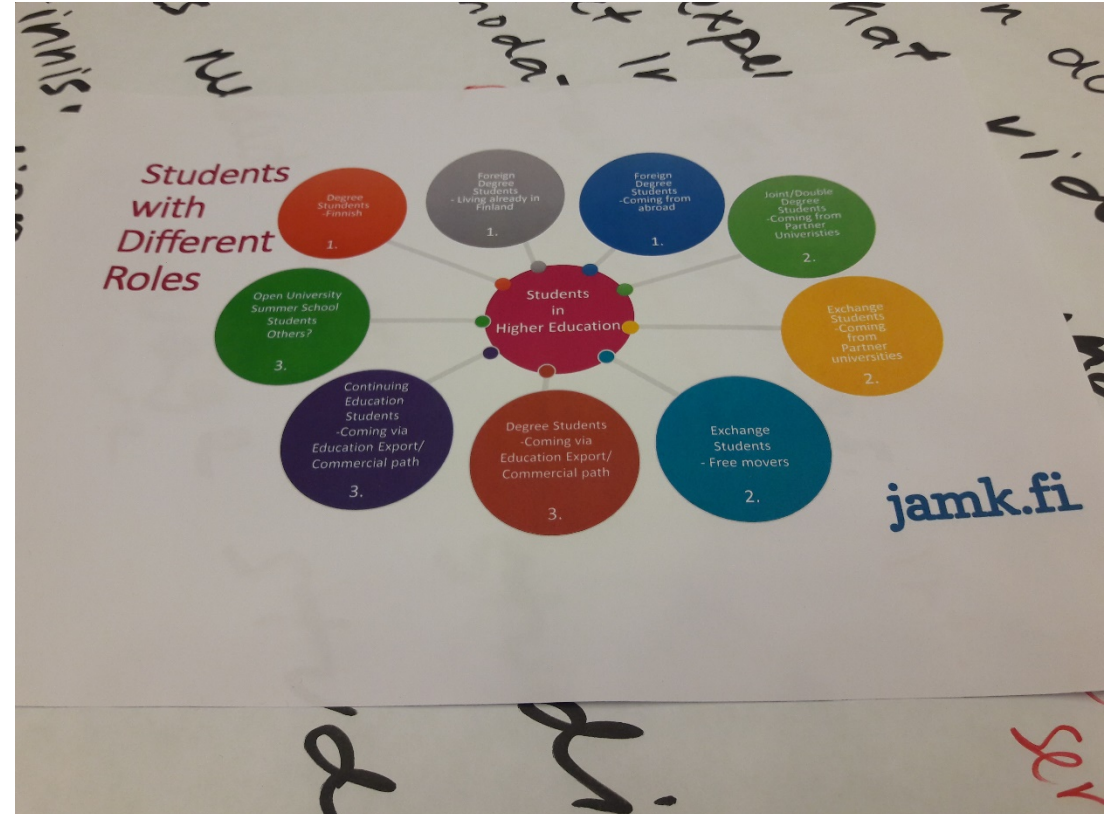 innis.
nu
noda.
Students
with
Different
Roles
Degree
Stundents
-Finnish
1.
Foreign
Degree
Students
- Living already in
Finland
1.
Foreign
Degree
Students
-Coming from
abroad
1.
Joint/Double
Degree
Students
-Coming from
Partner
Univeristies
2.
Exchange
Students
-Coming
from
Partner
universities
2.
Exchange
Students
- Free movers
2.
Degree Students
-Coming via
Education Export/
Commercial path
3.
Continuing
Education
Students
-Coming via
Education Export/
Commercial path
3.
Open University
Summer School
Students
Others?
3.
Students
in
Higher Education
jamk.fi